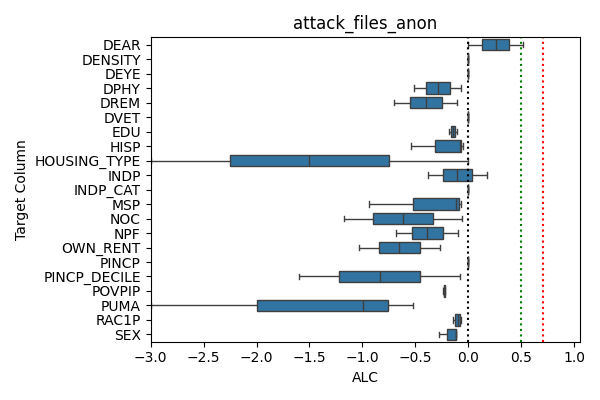 attack_files_anon
Target Column
DEAR
DENSITY
DEYE
DPHY
DREM
DVET
EDU
HISP
HOUSING_TYPE
INDP
INDP_CAT
MSP
NOC
NPF
OWN_RENT
PINCP
PINCP_DECILE
POVPIP
PUMA
RAC1P
SEX
−3.0 −2.5 −2.0 −1.5 −1.0 −0.5 0.0 0.5 1.0
ALC